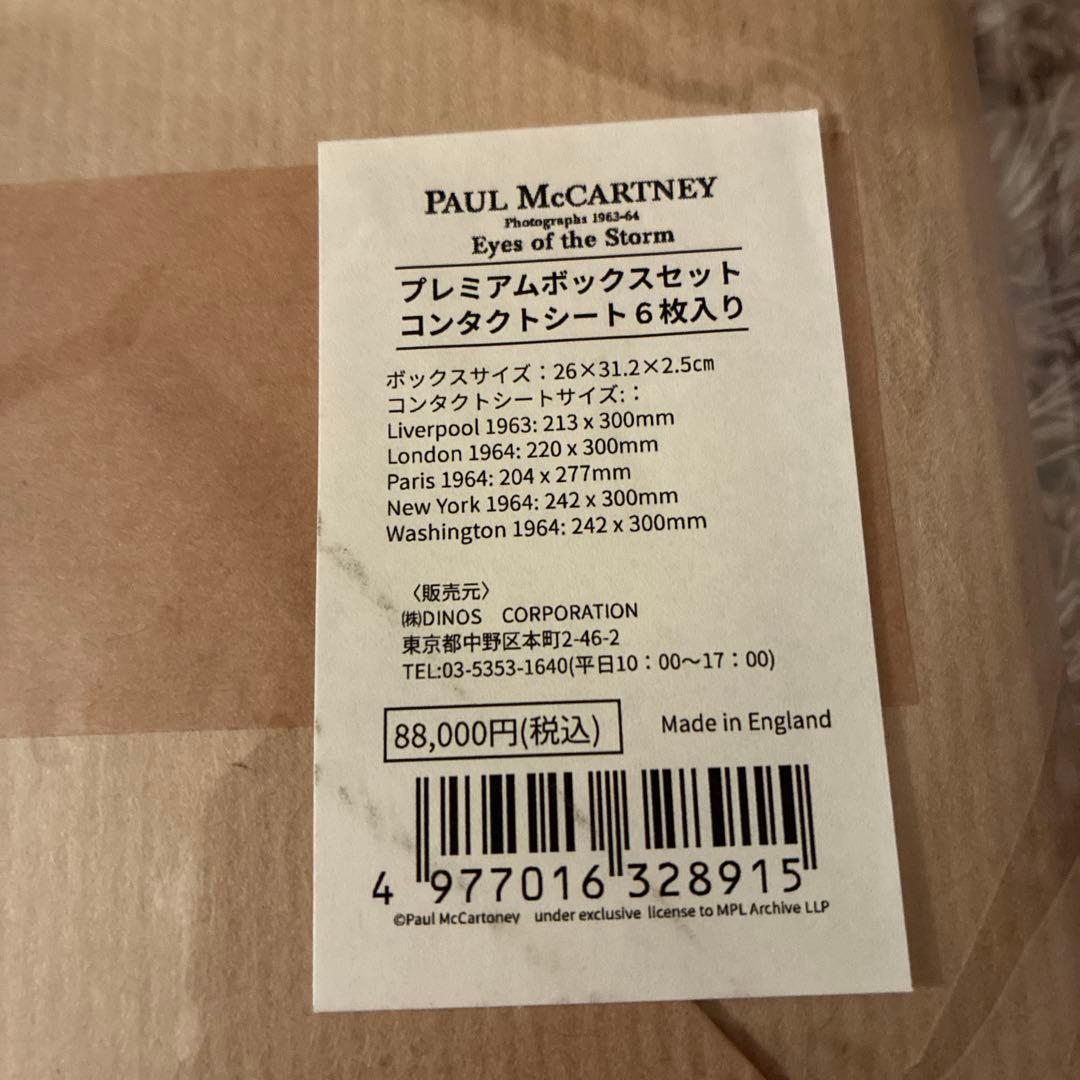 PAUL McCARTNEY
Photographs 1963-64
Eyes of the Storm
プレミアムボックスセット
コンタクトシート６枚入り
ボックスサイズ：26×31.2×2.5㎝
コンタクトシートサイズ:：
Liverpool 1963: 213 x 300mm
London 1964: 220 x 300mm
Paris 1964: 204 x 277mm
New York 1964: 242 x 300mm
Washington 1964: 242 x 300mm
〈販売元〉
㈱DINOS CORPORATION
東京都中野区本町2-46-2
TEL:03-5353-1640(平日10：00〜17：00)
88,000円(税込)
Made in England
4 977016 328915
©Paul McCartoney under exclusive license to MPL Archive LLP